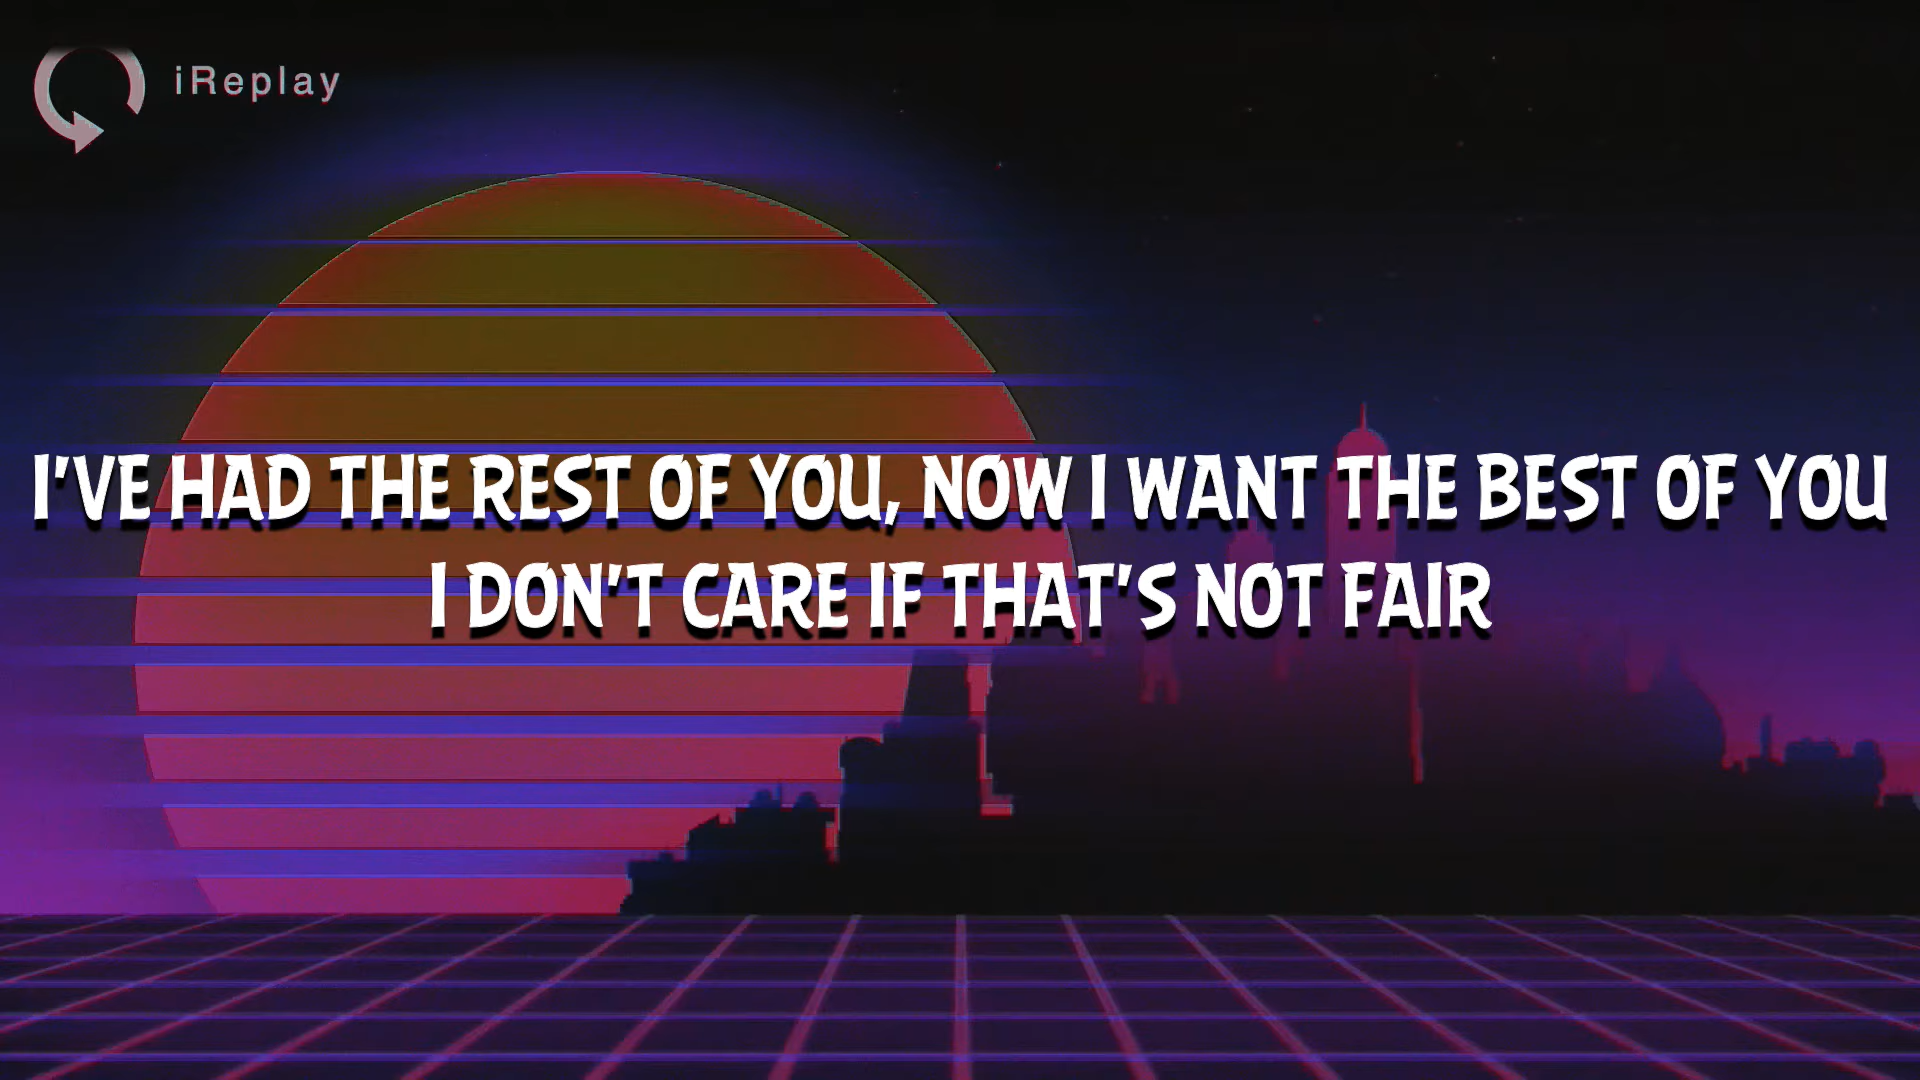 iReplay
I'VE HAD THE REST OF YOU, NOW I WANT THE BEST OF YOU
I DON'T CARE IF THAT'S NOT FAIR